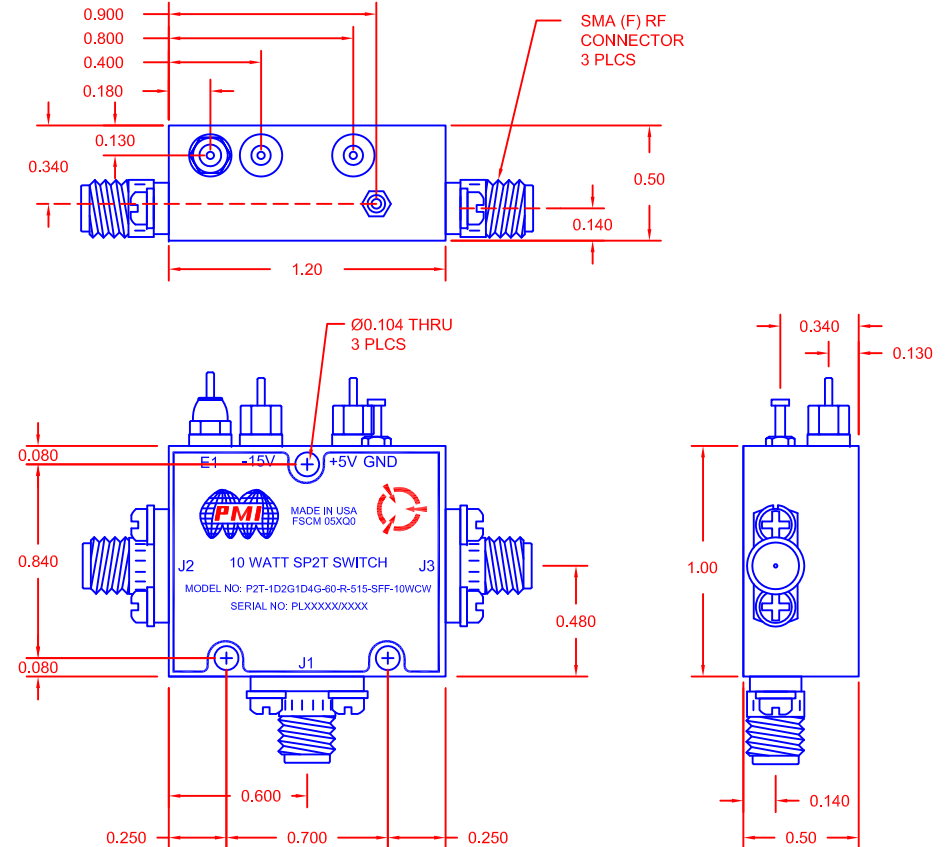 0.900
0.800
0.400
0.180
0.130
0.340
SMA (F) RF
CONNECTOR
3 PLCS
0.50
0.140
1.20
Ø0.104 THRU
3 PLCS
0.340
0.130
0.080
E1 -15V +5V GND
PMI
MADE IN USA
FSCM 05XQ0
0.840
J2 10 WATT SP2T SWITCH J3
MODEL NO: P2T-1D2G1D4G-60-R-515-SFF-10WCW
SERIAL NO: PLXXXXX/XXXX
1.00
0.480
0.080
J1
0.600
0.140
0.250 0.700 0.250
0.50